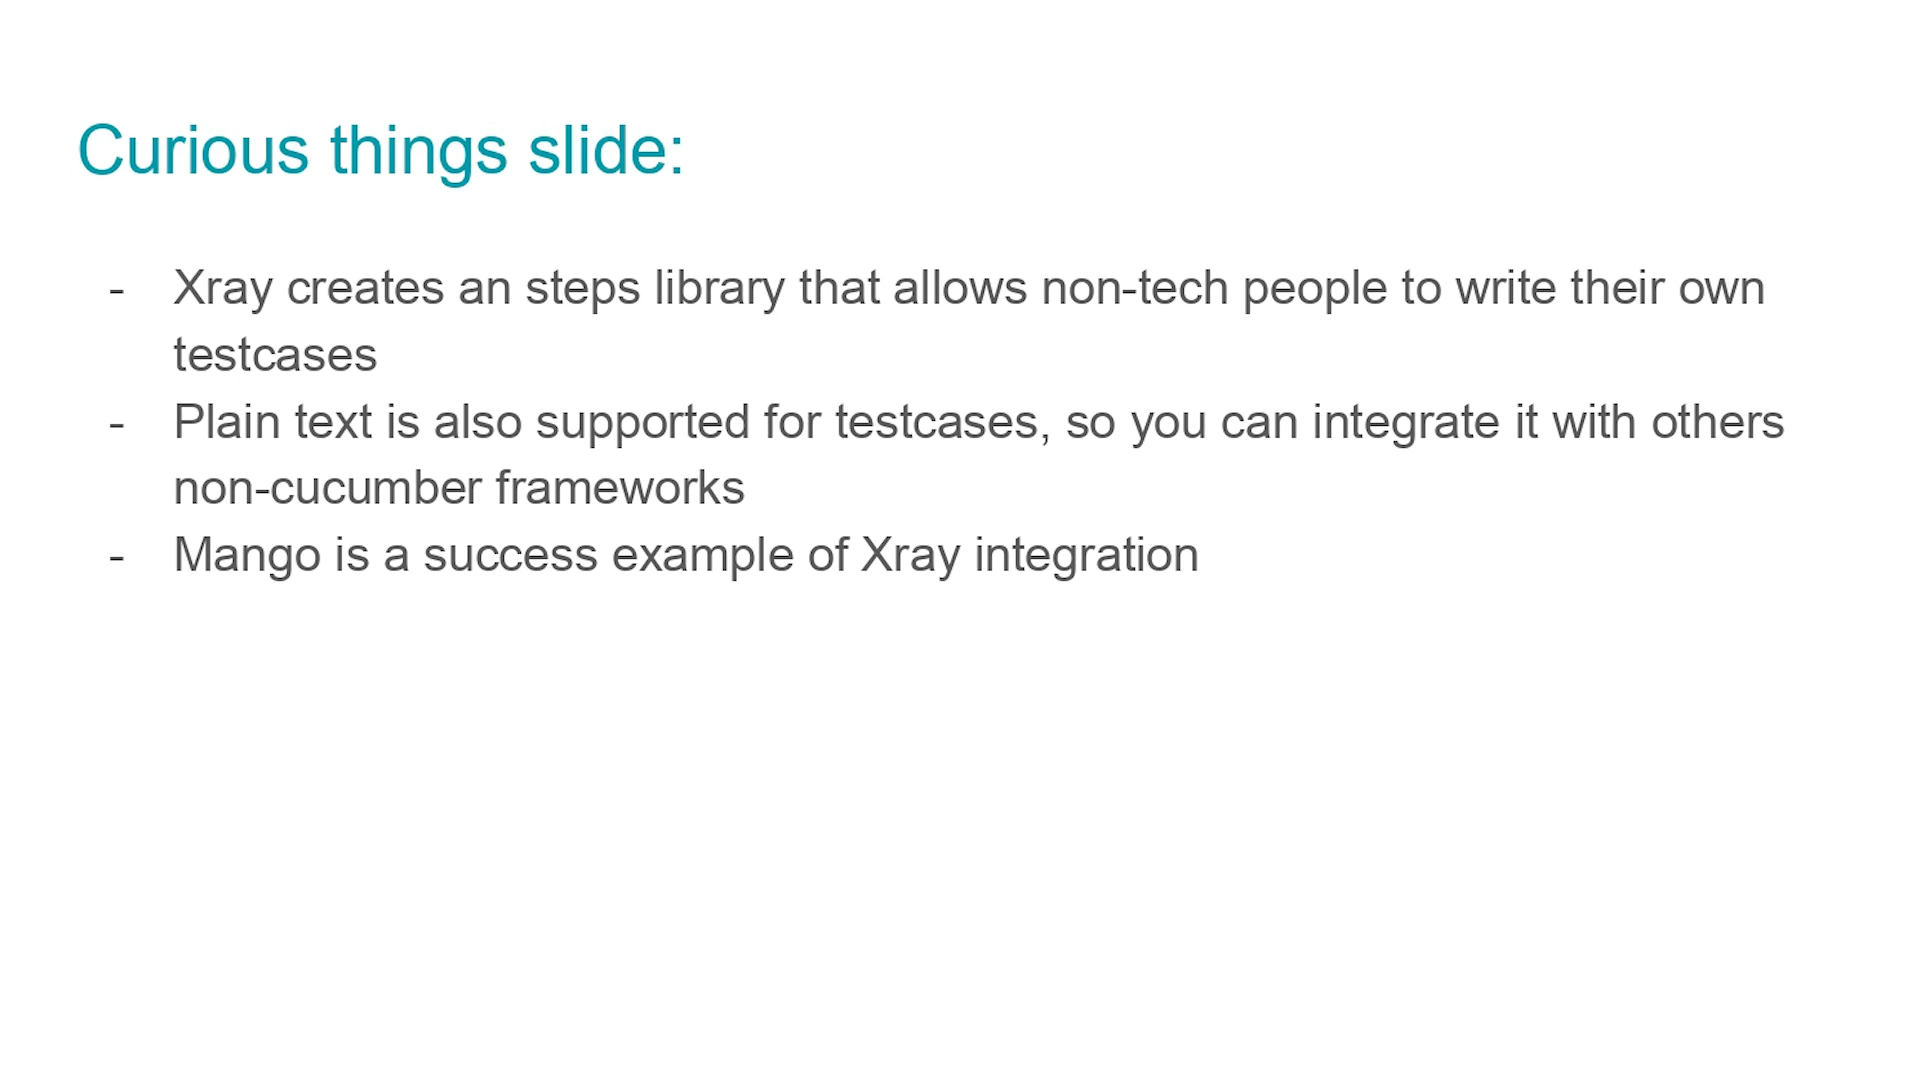 Curious things slide:
- Xray creates an steps library that allows non-tech people to write their own
testcases
- Plain text is also supported for testcases, so you can integrate it with others
non-cucumber frameworks
- Mango is a success example of Xray integration